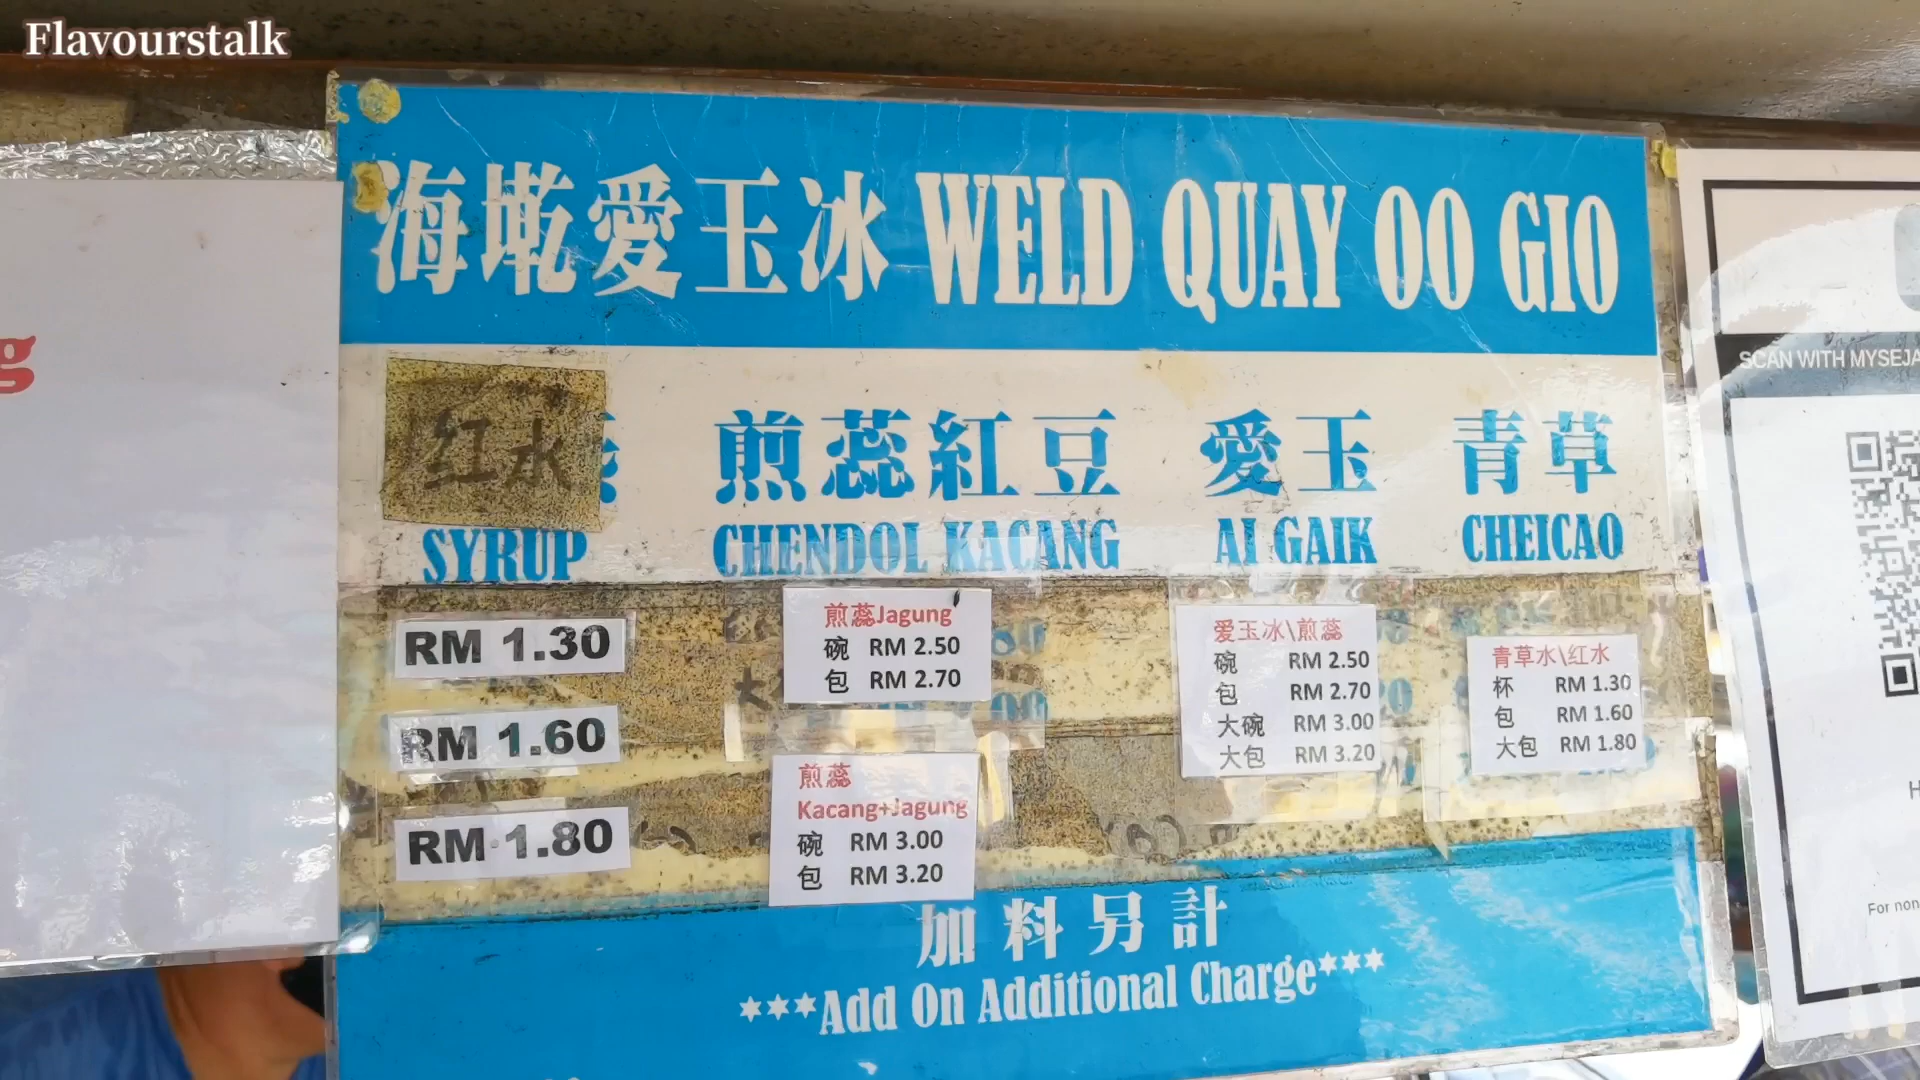 Flavourstalk
海墘愛玉冰 WELD QUAY OO GIO
红水
煎蕊紅豆
愛玉
青草
SYRUP
CHENDOL KACANG
AI GAIK
CHEICAO
RM 1.30
RM 1.60
RM 1.80
煎蕊Jagung
碗 RM 2.50
包 RM 2.70
煎蕊
Kacang+Jagung
碗 RM 3.00
包 RM 3.20
爱玉冰\煎蕊
碗 RM 2.50
包 RM 2.70
大碗 RM 3.00
大包 RM 3.20
青草水\红水
杯 RM 1.30
包 RM 1.60
大包 RM 1.80
加料另計
***Add On Additional Charge***
SCAN WITH MYSEJA
For non